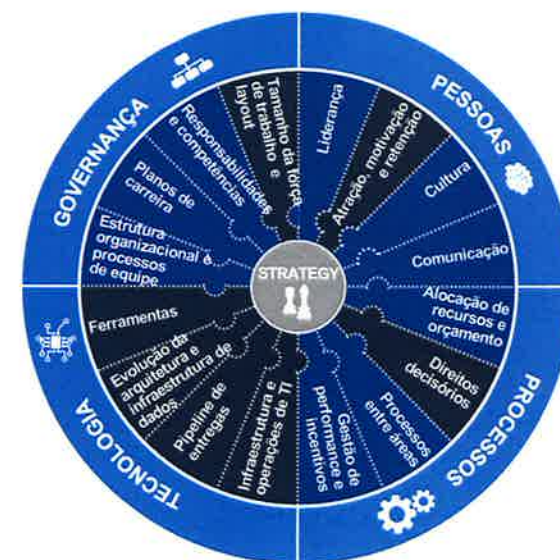 GOVERNANÇA
PESSOAS
PROCESSOS
TECNOLOGIA
STRATEGY
Liderança
Atração, motivação
e retenção
Cultura
Comunicação
Alocação de
recursos e
orçamento
Direitos
decisórios
Processos
entre áreas
Gestão de
performance e
incentivos
Infraestrutura e
operações de TI
Pipeline de
entregas
Evolução da
arquitetura e
infraestrutura de
dados
Ferramentas
Estrutura
organizacional e
processos
de equipe
Planos de
carreira
Responsabilidades
e competências
Tamanho da força
de trabalho e
layout